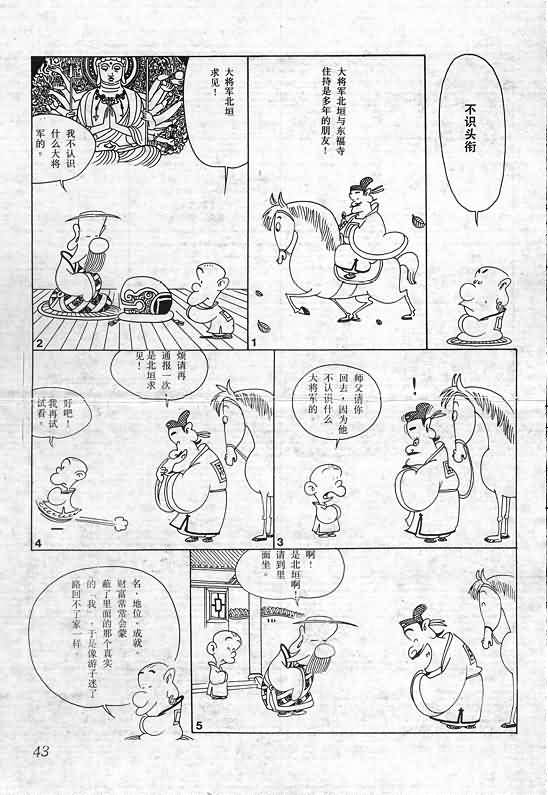 不识头衔
大将军北垣与东福寺
住持是多年的朋友！
1
大将军北垣
求见！
我不认识
什么大将
军的。
2
！
师父请你
回去，因为他
不认识什么
大将军的。
3
烦请再
通报一次，
是北垣求
见！
好吧！
我再试
试看。
4
啊！
是北垣啊！
请到里
面坐。
5
名，地位，成就，
财富常常会蒙
蔽了里面的那个真实
的「我」，于是像游子迷了
路回不了家一样。
43